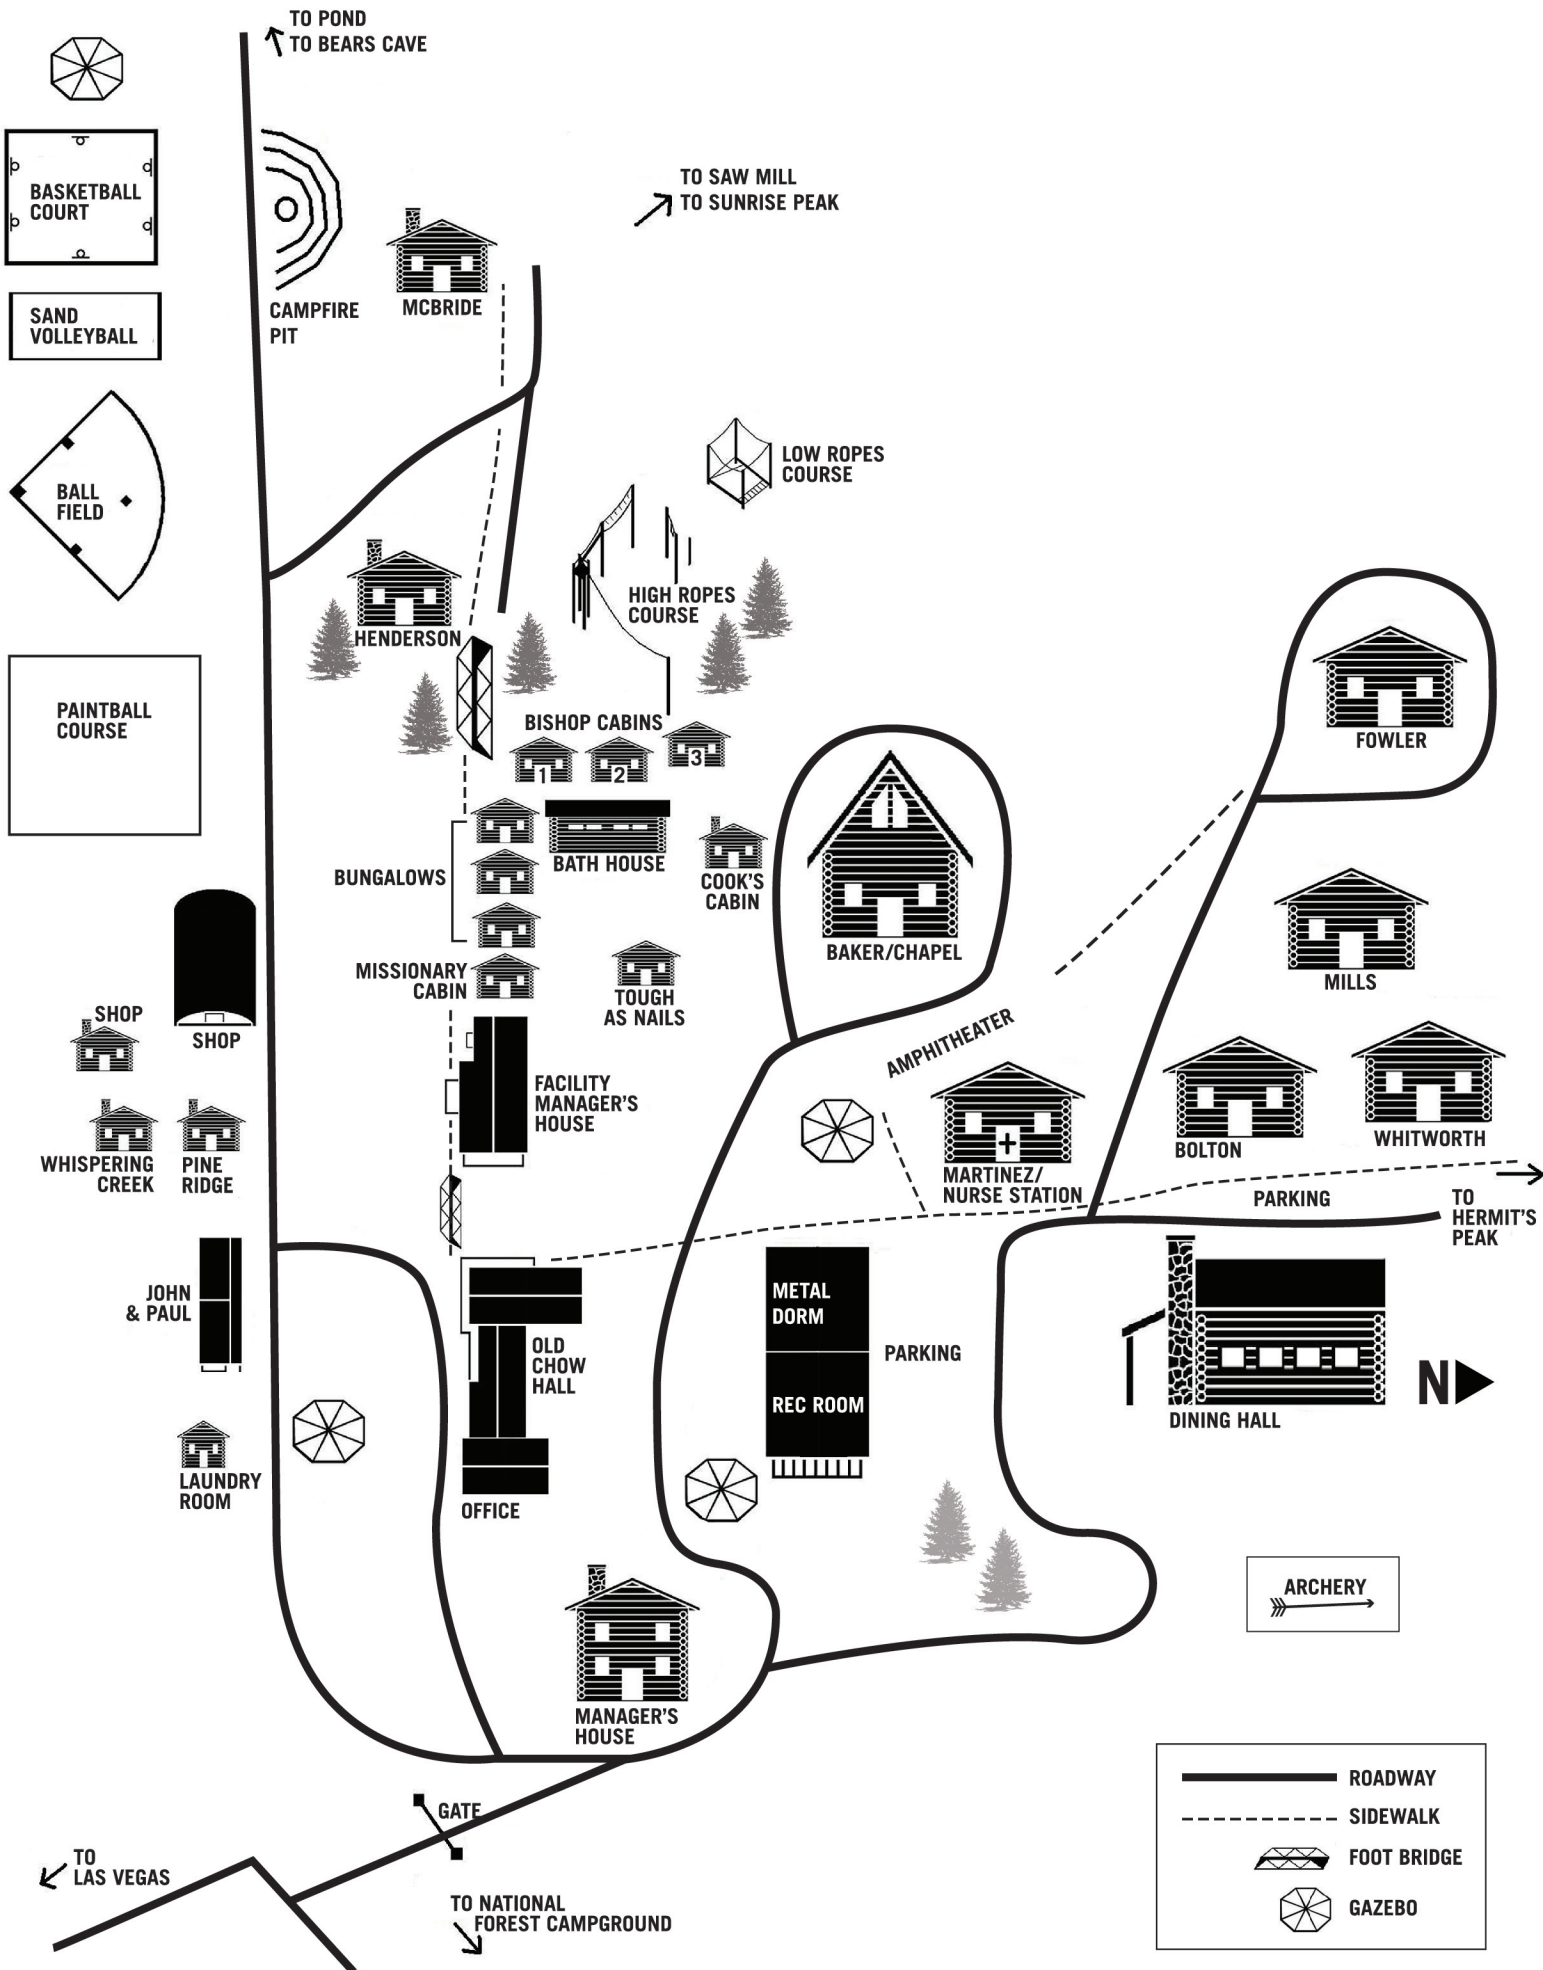 TO POND
TO BEARS CAVE
BASKETBALL
COURT
TO SAW MILL
TO SUNRISE PEAK
SAND
VOLLEYBALL
CAMPFIRE
PIT
MCBRIDE
BALL
FIELD
LOW ROPES
COURSE
HIGH ROPES
COURSE
HENDERSON
PAINTBALL
COURSE
BISHOP CABINS
1
2
3
FOWLER
BUNGALOWS
BATH HOUSE
COOK'S
CABIN
BAKER/CHAPEL
MISSIONARY
CABIN
TOUGH
AS NAILS
MILLS
SHOP
SHOP
AMPHITHEATER
FACILITY
MANAGER'S
HOUSE
WHISPERING
CREEK
PINE
RIDGE
MARTINEZ/
NURSE STATION
BOLTON
WHITWORTH
PARKING
TO
HERMIT'S
PEAK
JOHN
& PAUL
OLD
CHOW
HALL
METAL
DORM
PARKING
REC ROOM
DINING HALL
N
LAUNDRY
ROOM
OFFICE
ARCHERY
MANAGER'S
HOUSE
GATE
TO
LAS VEGAS
TO NATIONAL
FOREST CAMPGROUND
ROADWAY
SIDEWALK
FOOT BRIDGE
GAZEBO